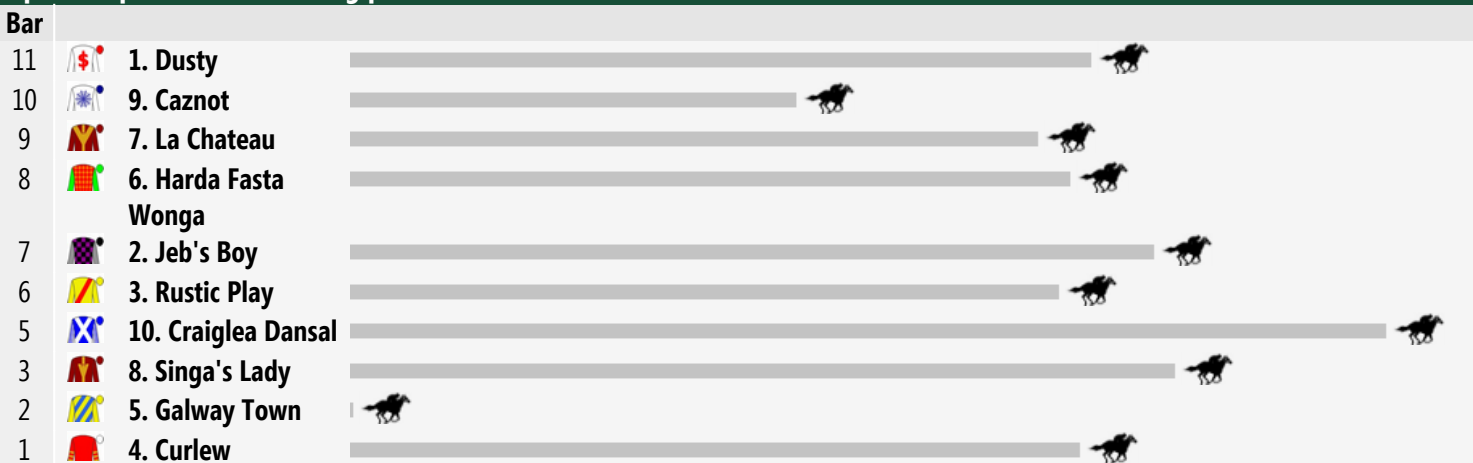 Bar
11 $ 1. Dusty
10 9. Caznot
9 7. La Chateau
8 6. Harda Fasta
Wonga
7 2. Jeb's Boy
6 3. Rustic Play
5 10. Craiglea Dansal
3 8. Singa's Lady
2 5. Galway Town
1 4. Curlew